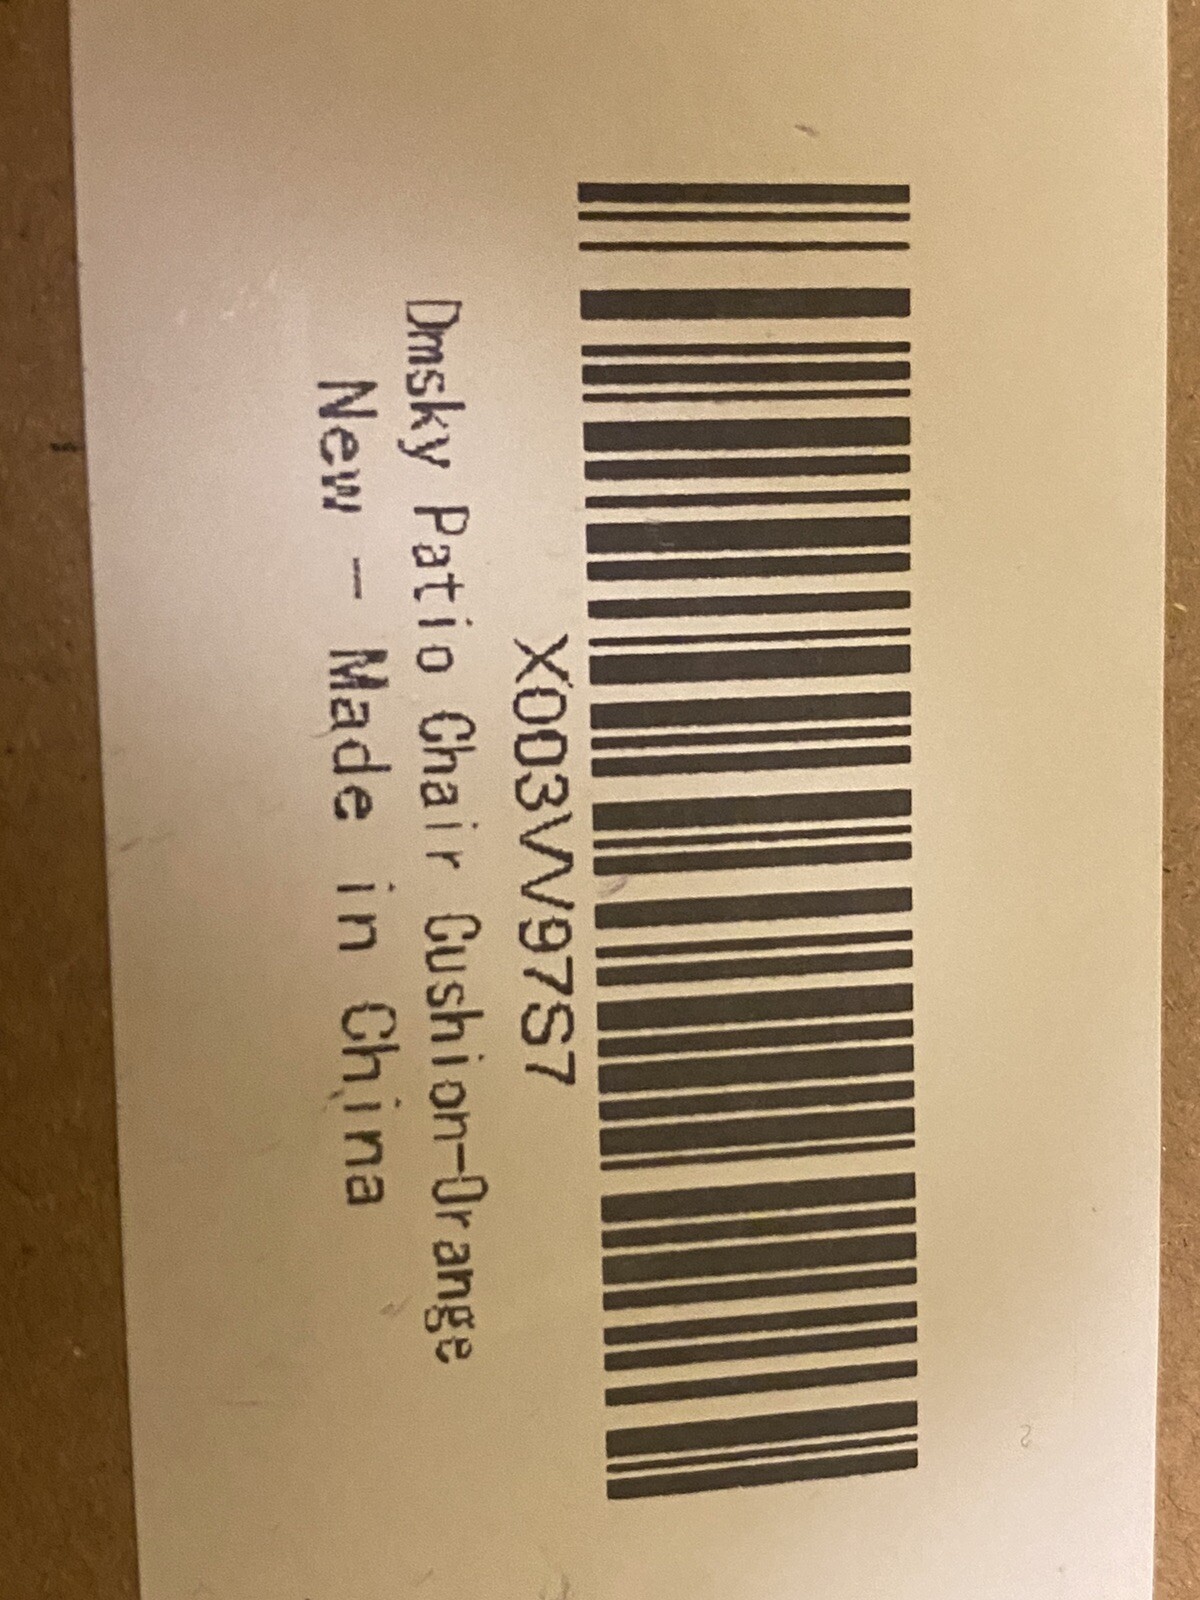 X003VV97S7
Dmsky Patio Chair Cushion-Orange
New - Made in China